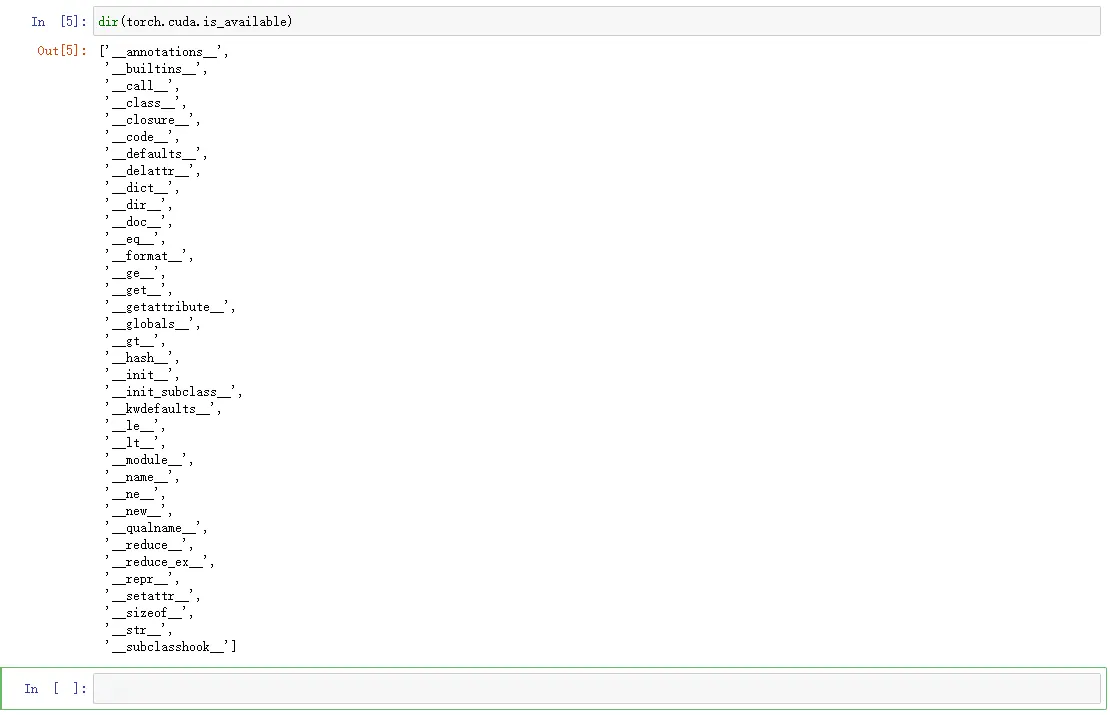 In [5]: dir(torch.cuda.is_available)
Out[5]: ['__annotations__',
'__builtins__',
'__call__',
'__class__',
'__closure__',
'__code__',
'__defaults__',
'__delattr__',
'__dict__',
'__dir__',
'__doc__',
'__eq__',
'__format__',
'__ge__',
'__get__',
'__getattribute__',
'__globals__',
'__gt__',
'__hash__',
'__init__',
'__init_subclass__',
'__kwdefaults__',
'__le__',
'__lt__',
'__module__',
'__name__',
'__ne__',
'__new__',
'__qualname__',
'__reduce__',
'__reduce_ex__',
'__repr__',
'__setattr__',
'__sizeof__',
'__str__',
'__subclasshook__']
In [ ]: